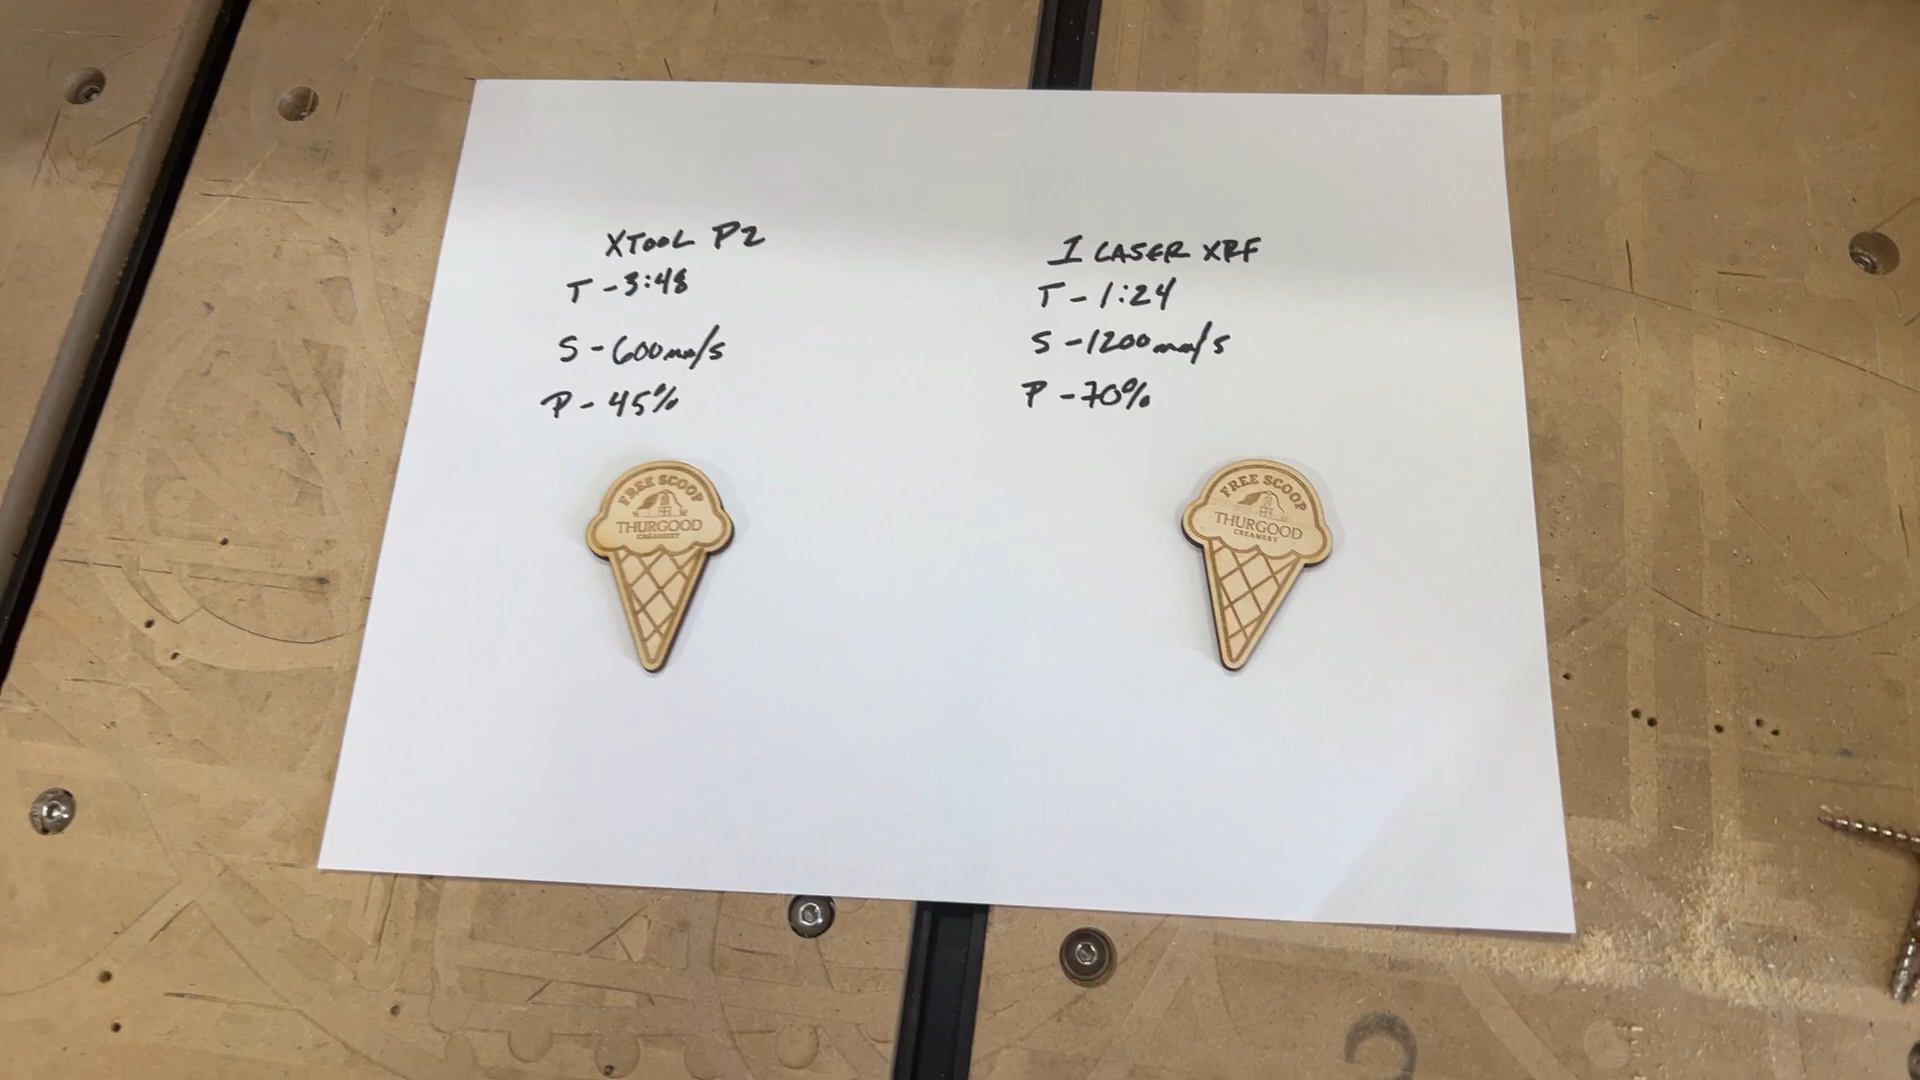 XTOOL P2
T - 3:48
S - 600mm/s
P - 45%
FREE SCOOP
THURGOOD
CREAMERY
I LASER XRF
T - 1:24
S - 1200mm/s
P - 70%
FREE SCOOP
THURGOOD
CREAMERY